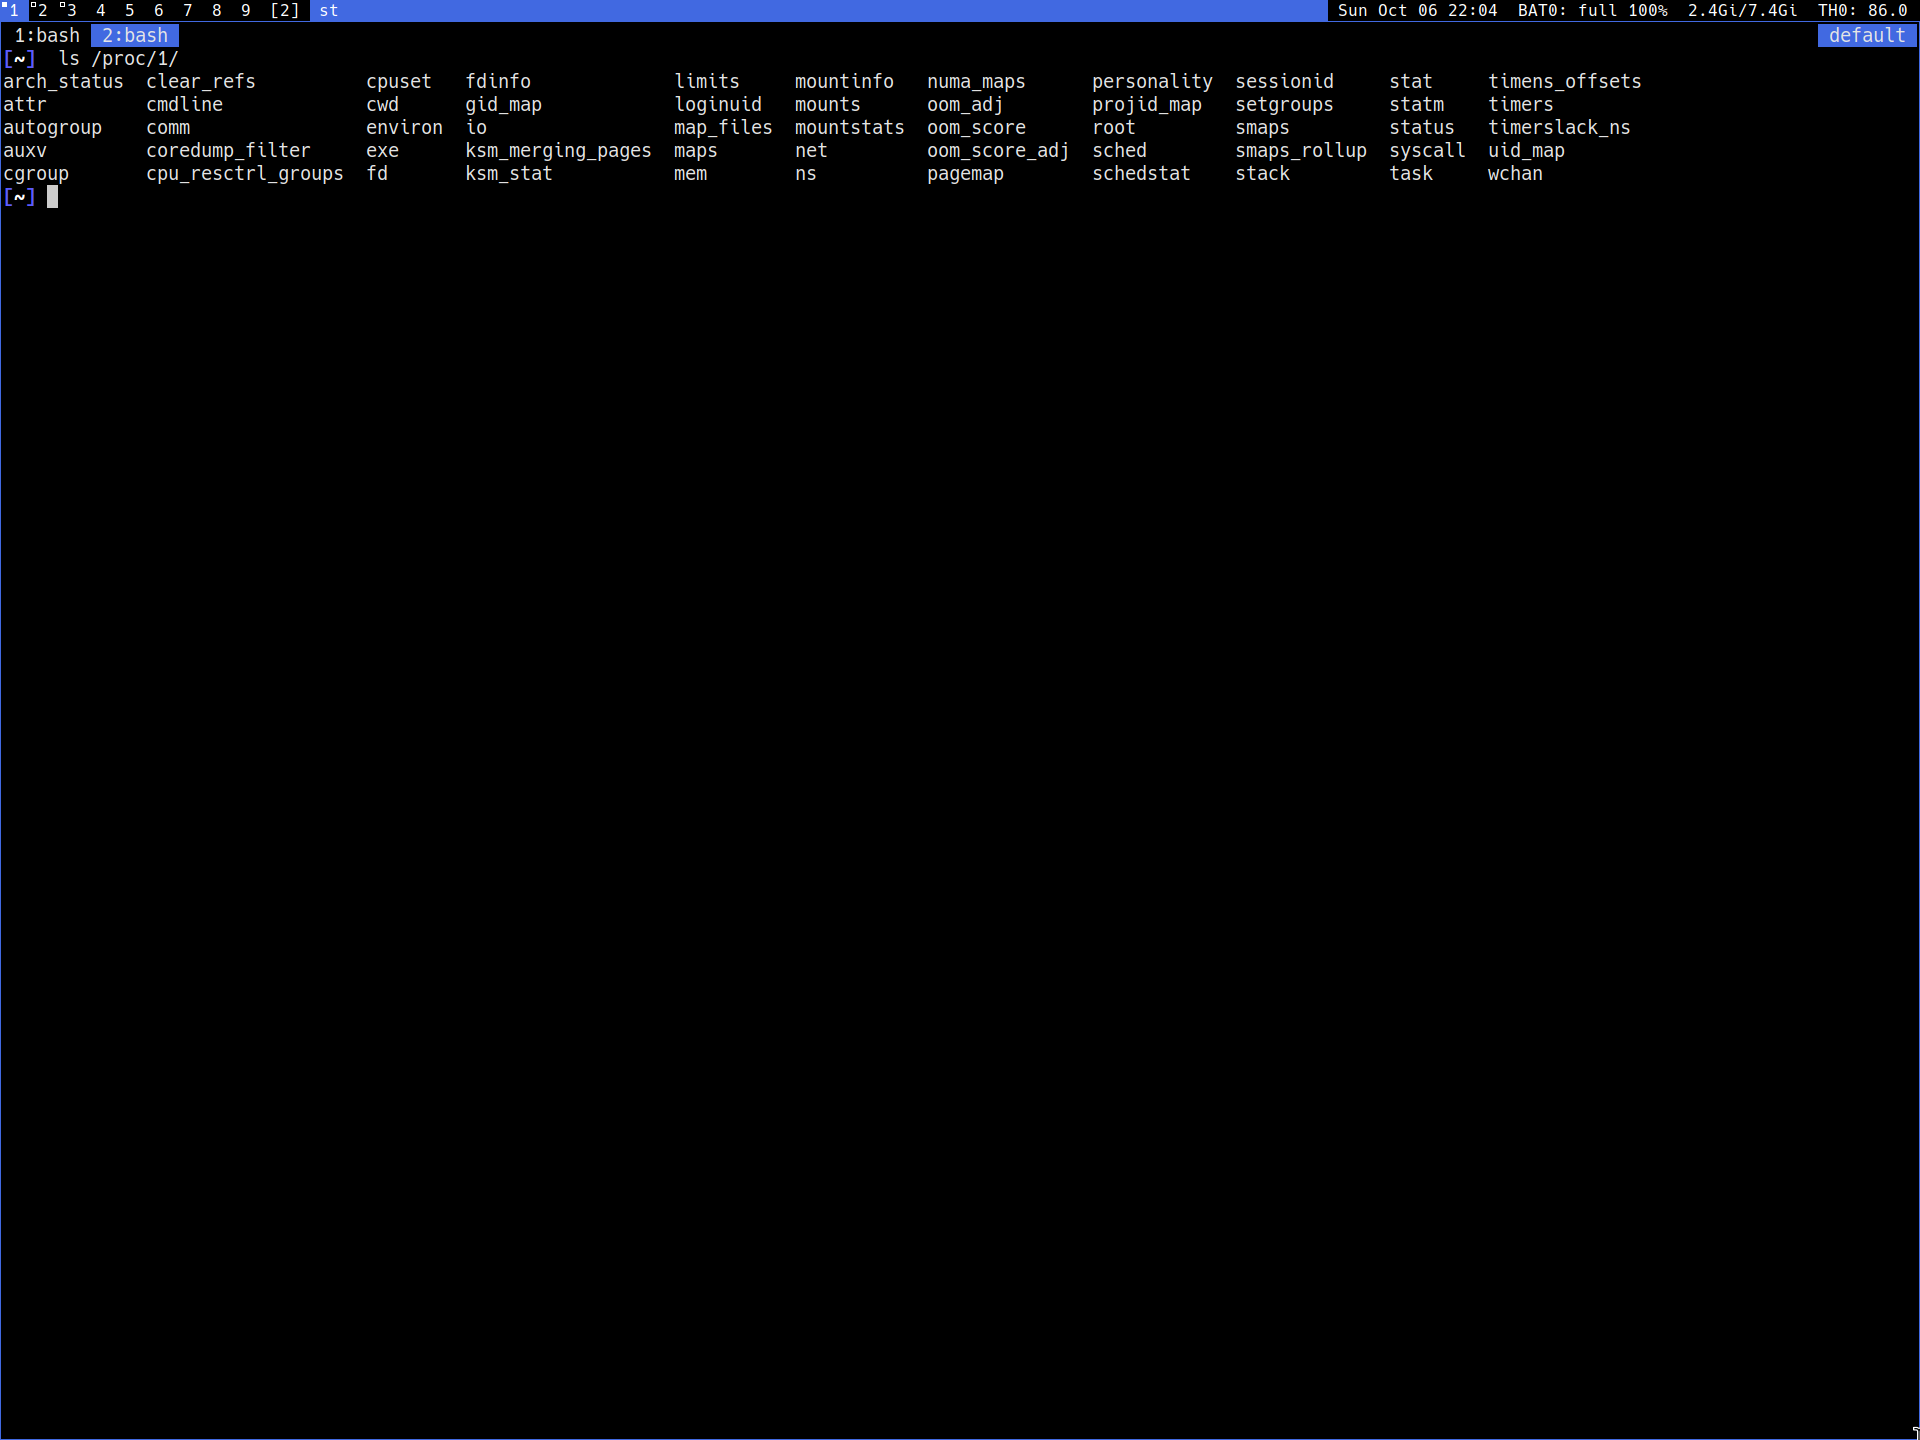 1 2 3 4 5 6 7 8 9 [2] st Sun Oct 06 22:04 BAT0: full 100% 2.4Gi/7.4Gi TH0: 86.0
1:bash 2:bash default
[~] ls /proc/1/
arch_status clear_refs cpuset fdinfo limits mountinfo numa_maps personality sessionid stat timens_offsets
attr cmdline cwd gid_map loginuid mounts oom_adj projid_map setgroups statm timers
autogroup comm environ io map_files mountstats oom_score root smaps status timerslack_ns
auxv coredump_filter exe ksm_merging_pages maps net oom_score_adj sched smaps_rollup syscall uid_map
cgroup cpu_resctrl_groups fd ksm_stat mem ns pagemap schedstat stack task wchan
[~]